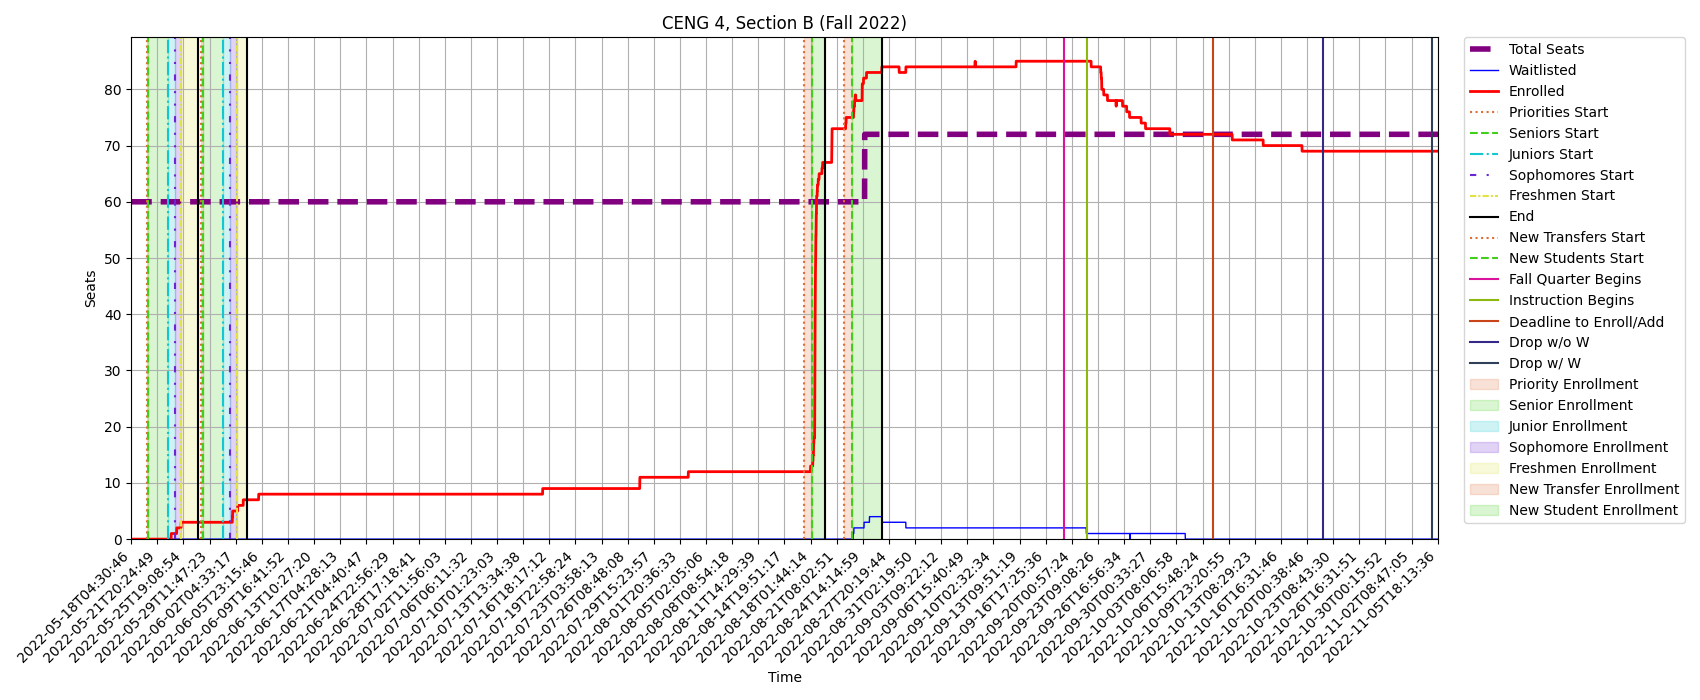 CENG 4, Section B (Fall 2022)
Seats
80
70
60
50
40
30
20
10
0
2022-05-18T04:30:46
2022-05-21T20:24:49
2022-05-25T19:08:54
2022-05-29T11:47:23
2022-06-02T04:33:17
2022-06-05T23:15:46
2022-06-09T16:41:52
2022-06-13T10:27:20
2022-06-17T04:28:13
2022-06-21T04:40:47
2022-06-24T22:56:29
2022-06-28T17:18:41
2022-07-02T11:56:03
2022-07-06T06:11:32
2022-07-10T01:23:03
2022-07-13T13:34:38
2022-07-16T18:17:12
2022-07-19T22:58:24
2022-07-23T03:58:13
2022-07-26T08:48:08
2022-07-29T15:23:57
2022-08-01T20:36:33
2022-08-05T02:05:06
2022-08-08T08:54:18
2022-08-11T14:29:39
2022-08-14T19:51:17
2022-08-18T01:44:14
2022-08-21T08:02:51
2022-08-24T14:14:59
2022-08-27T20:19:44
2022-08-31T02:19:50
2022-09-03T09:22:12
2022-09-06T15:40:49
2022-09-10T02:32:34
2022-09-13T09:51:19
2022-09-16T17:25:36
2022-09-20T00:57:24
2022-09-23T09:08:26
2022-09-26T16:56:34
2022-09-30T00:33:27
2022-10-03T08:06:58
2022-10-06T15:48:24
2022-10-09T23:20:55
2022-10-13T08:29:23
2022-10-16T16:31:46
2022-10-20T00:38:46
2022-10-23T08:43:30
2022-10-26T16:31:51
2022-10-30T00:15:52
2022-11-02T08:47:05
2022-11-05T18:13:36
Time
Total Seats
Waitlisted
Enrolled
Priorities Start
Seniors Start
Juniors Start
Sophomores Start
Freshmen Start
End
New Transfers Start
New Students Start
Fall Quarter Begins
Instruction Begins
Deadline to Enroll/Add
Drop w/o W
Drop w/ W
Priority Enrollment
Senior Enrollment
Junior Enrollment
Sophomore Enrollment
Freshmen Enrollment
New Transfer Enrollment
New Student Enrollment